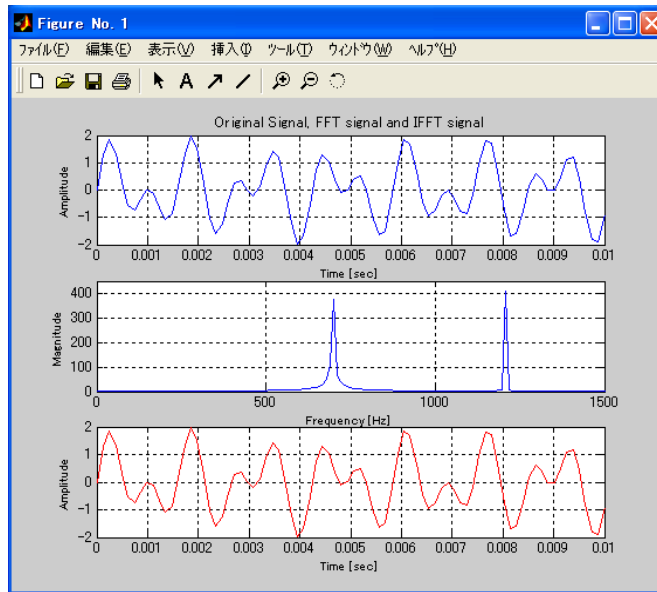 Figure No. 1
ファイル(F) 編集(E) 表示(V) 挿入(I) ツール(T) ウィンドウ(W) ヘルプ(H)
A
Original Signal, FFT signal and IFFT signal
2
1
0
-1
-2
Amplitude
0 0.001 0.002 0.003 0.004 0.005 0.006 0.007 0.008 0.009 0.01
Time [sec]
400
300
200
100
0
Magnitude
0 500 1000 1500
Frequency [Hz]
2
1
0
-1
-2
Amplitude
0 0.001 0.002 0.003 0.004 0.005 0.006 0.007 0.008 0.009 0.01
Time [sec]